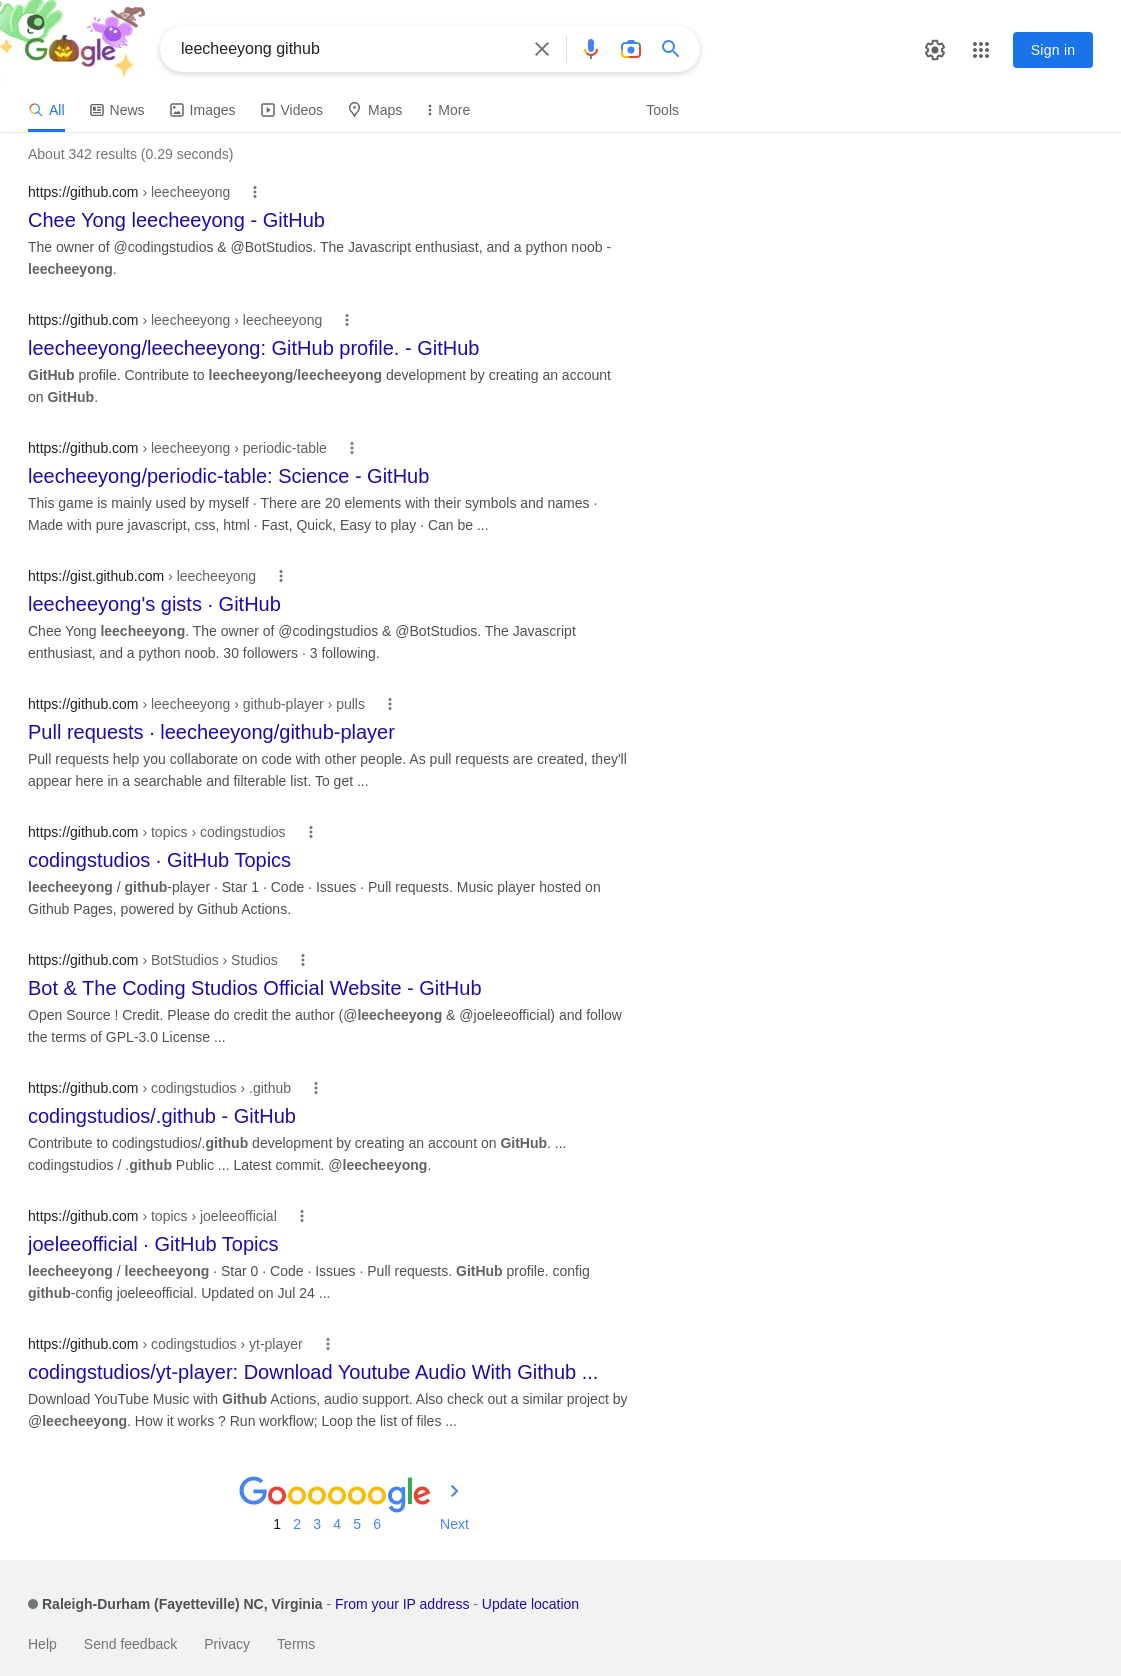 Google
leecheeyong github
Sign in
All News Images Videos Maps More Tools
About 342 results (0.29 seconds)
https://github.com › leecheeyong
Chee Yong leecheeyong - GitHub
The owner of @codingstudios & @BotStudios. The Javascript enthusiast, and a python noob -
leecheeyong.
https://github.com › leecheeyong › leecheeyong
leecheeyong/leecheeyong: GitHub profile. - GitHub
GitHub profile. Contribute to leecheeyong/leecheeyong development by creating an account
on GitHub.
https://github.com › leecheeyong › periodic-table
leecheeyong/periodic-table: Science - GitHub
This game is mainly used by myself · There are 20 elements with their symbols and names ·
Made with pure javascript, css, html · Fast, Quick, Easy to play · Can be ...
https://gist.github.com › leecheeyong
leecheeyong's gists · GitHub
Chee Yong leecheeyong. The owner of @codingstudios & @BotStudios. The Javascript
enthusiast, and a python noob. 30 followers · 3 following.
https://github.com › leecheeyong › github-player › pulls
Pull requests · leecheeyong/github-player
Pull requests help you collaborate on code with other people. As pull requests are created, they'll
appear here in a searchable and filterable list. To get ...
https://github.com › topics › codingstudios
codingstudios · GitHub Topics
leecheeyong / github-player · Star 1 · Code · Issues · Pull requests. Music player hosted on
Github Pages, powered by Github Actions.
https://github.com › BotStudios › Studios
Bot & The Coding Studios Official Website - GitHub
Open Source ! Credit. Please do credit the author (@leecheeyong & @joeleeofficial) and follow
the terms of GPL-3.0 License ...
https://github.com › codingstudios › .github
codingstudios/.github - GitHub
Contribute to codingstudios/.github development by creating an account on GitHub. ...
codingstudios / .github Public ... Latest commit. @leecheeyong.
https://github.com › topics › joeleeofficial
joeleeofficial · GitHub Topics
leecheeyong / leecheeyong · Star 0 · Code · Issues · Pull requests. GitHub profile. config
github-config joeleeofficial. Updated on Jul 24 ...
https://github.com › codingstudios › yt-player
codingstudios/yt-player: Download Youtube Audio With Github ...
Download YouTube Music with Github Actions, audio support. Also check out a similar project by
@leecheeyong. How it works ? Run workflow; Loop the list of files ...
Goooooogle
1 2 3 4 5 6 Next
Raleigh-Durham (Fayetteville) NC, Virginia - From your IP address - Update location
Help Send feedback Privacy Terms